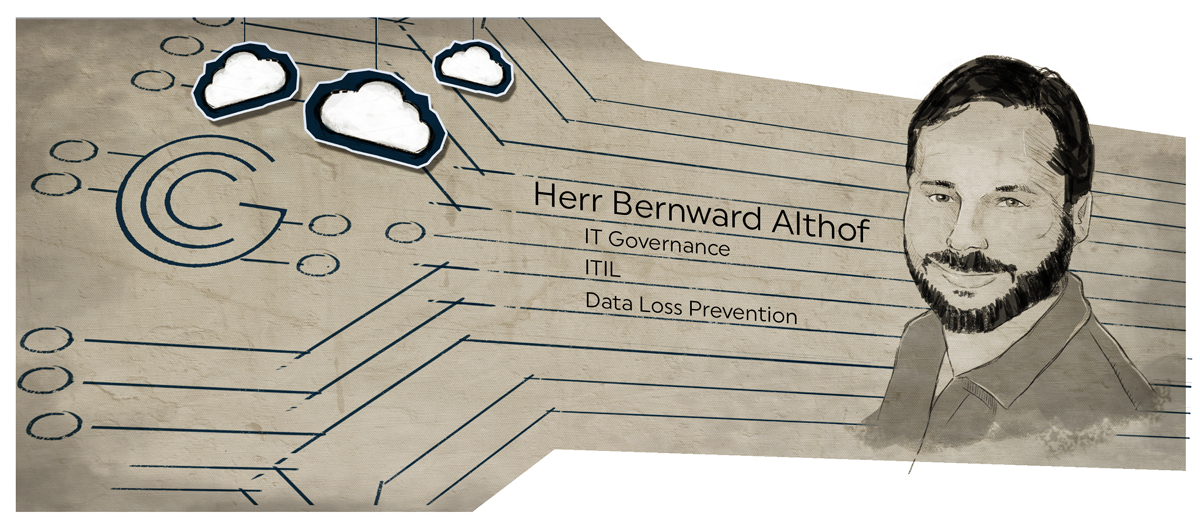 Herr Bernward Althof
IT Governance
ITIL
Data Loss Prevention